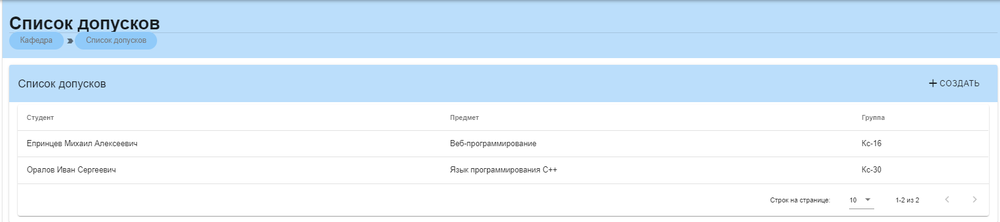 Список допусков
Кафедра Список допусков
Список допусков СОЗДАТЬ
Студент Предмет Группа
Епринцев Михаил Алексеевич Веб-программирование Кс-16
Оралов Иван Сергеевич Язык программирования С++ Кс-30
Строк на странице: 10 1-2 из 2